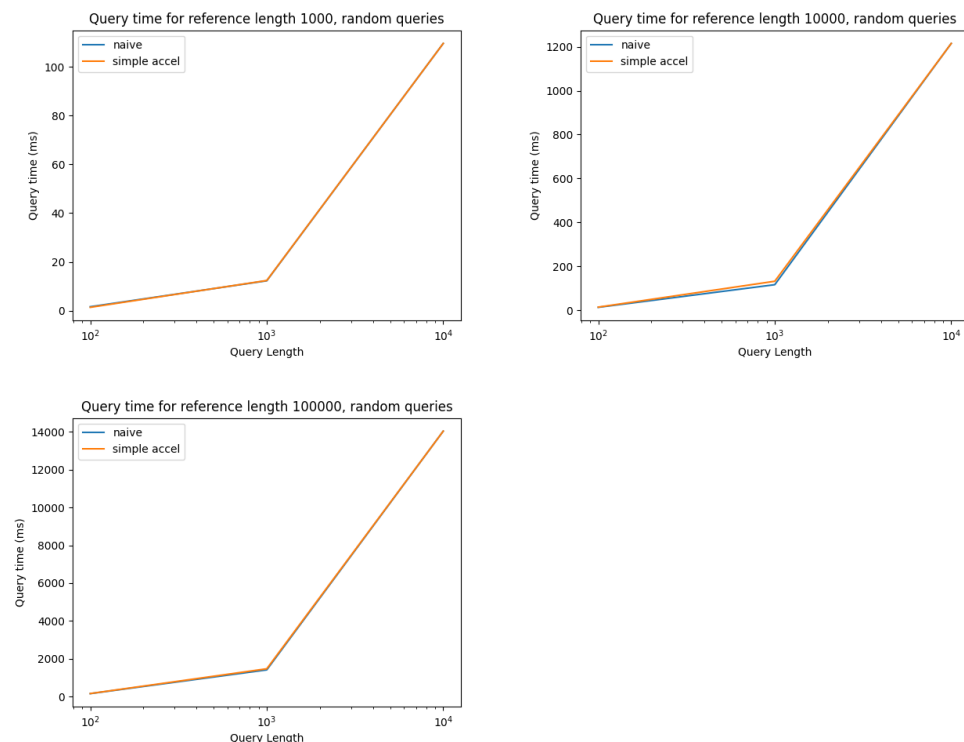 Query time for reference length 1000, random queries
naive
simple accel
100
80
60
40
20
0
Query time (ms)
10²
10³
10⁴
Query Length
Query time for reference length 10000, random queries
naive
simple accel
1200
1000
800
600
400
200
0
Query time (ms)
10²
10³
10⁴
Query Length
Query time for reference length 100000, random queries
naive
simple accel
14000
12000
10000
8000
6000
4000
2000
0
Query time (ms)
10²
10³
10⁴
Query Length